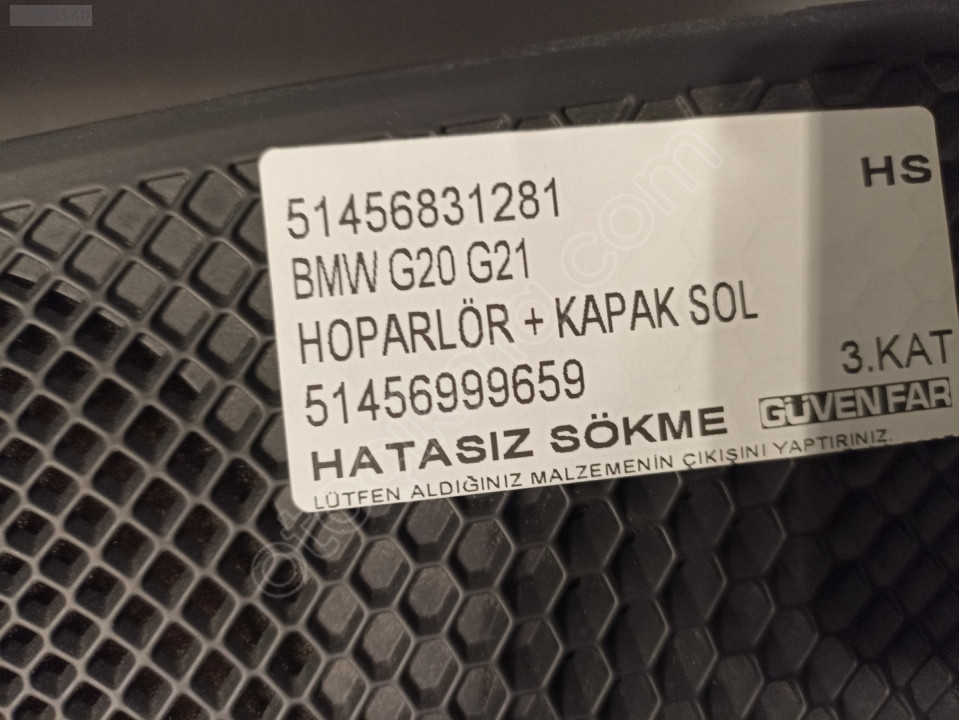 HS
51456831281
BMW G20 G21
HOPARLÖR + KAPAK SOL
51456999659
3.KAT
HATASIZ SÖKME
GÜVEN FAR
LÜTFEN ALDIĞINIZ MALZEMENİN ÇIKIŞINI YAPTIRINIZ.